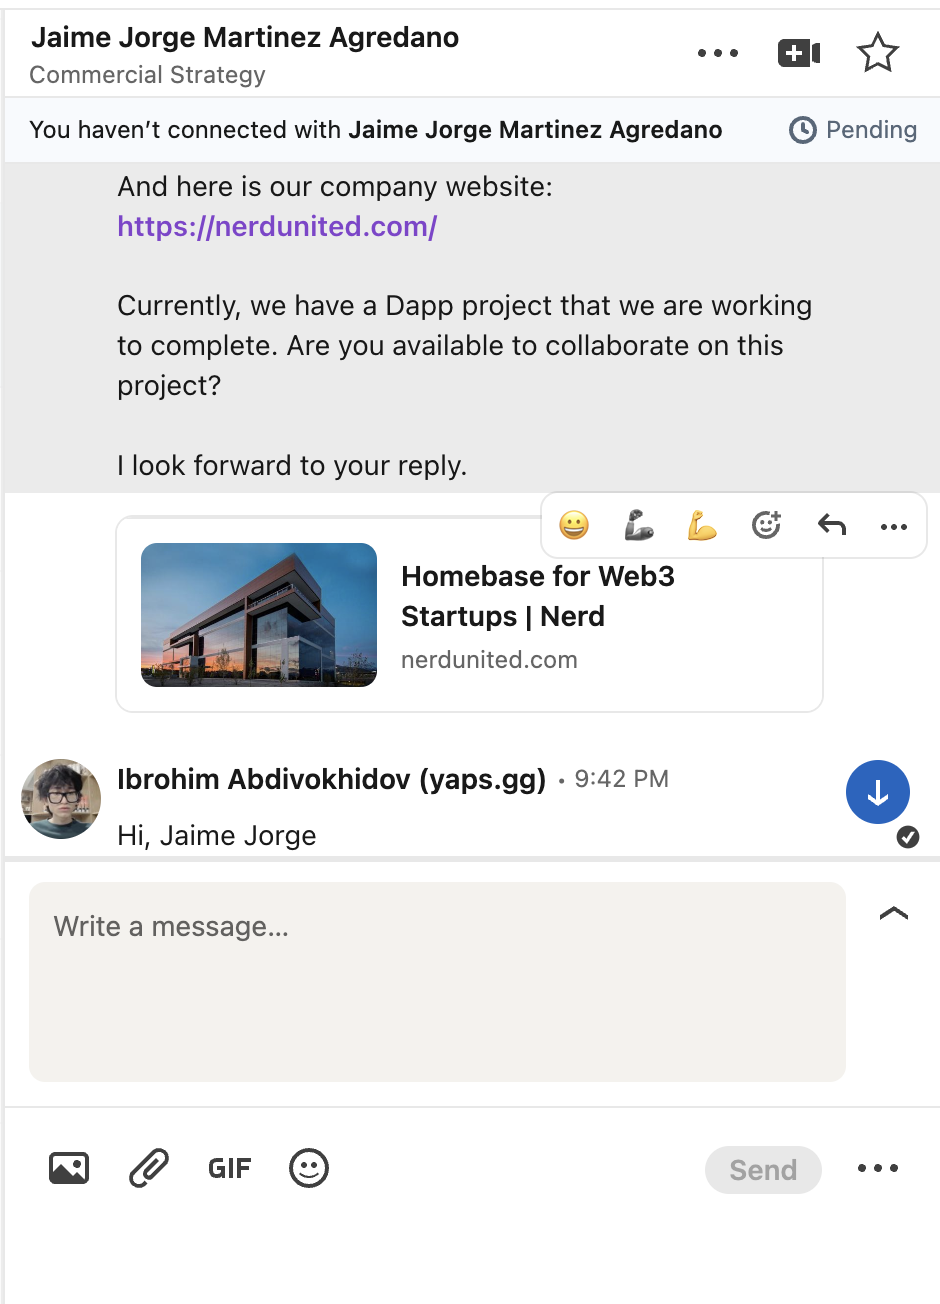 Jaime Jorge Martinez Agredano
Commercial Strategy
You haven’t connected with Jaime Jorge Martinez Agredano
Pending
And here is our company website:
https://nerdunited.com/
Currently, we have a Dapp project that we are working
to complete. Are you available to collaborate on this
project?
I look forward to your reply.
Homebase for Web3
Startups | Nerd
nerdunited.com
Ibrohim Abdivokhidov (yaps.gg) • 9:42 PM
Hi, Jaime Jorge
Write a message…
GIF
Send